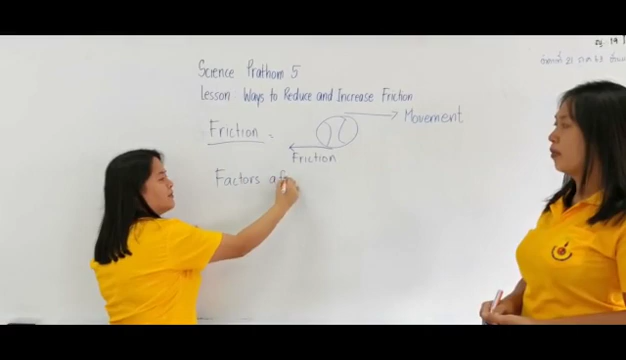 Science Prathom 5
Lesson Ways to Reduce and Increase Friction
Friction
Movement
Friction
Factors af